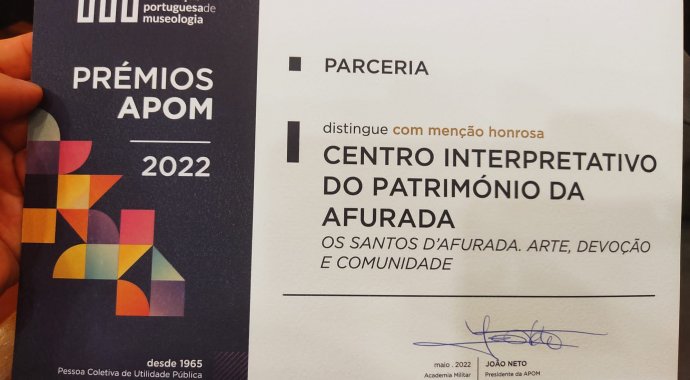 portuguesa de
museologia
PRÉMIOS
APOM
2022
desde 1965
Pessoa Coletiva de Utilidade Pública
PARCERIA
distingue com menção honrosa
CENTRO INTERPRETATIVO
DO PATRIMÓNIO DA
AFURADA
OS SANTOS D'AFURADA. ARTE, DEVOÇÃO
E COMUNIDADE
maio . 2022
Academia Militar
JOÃO NETO
Presidente da APOM